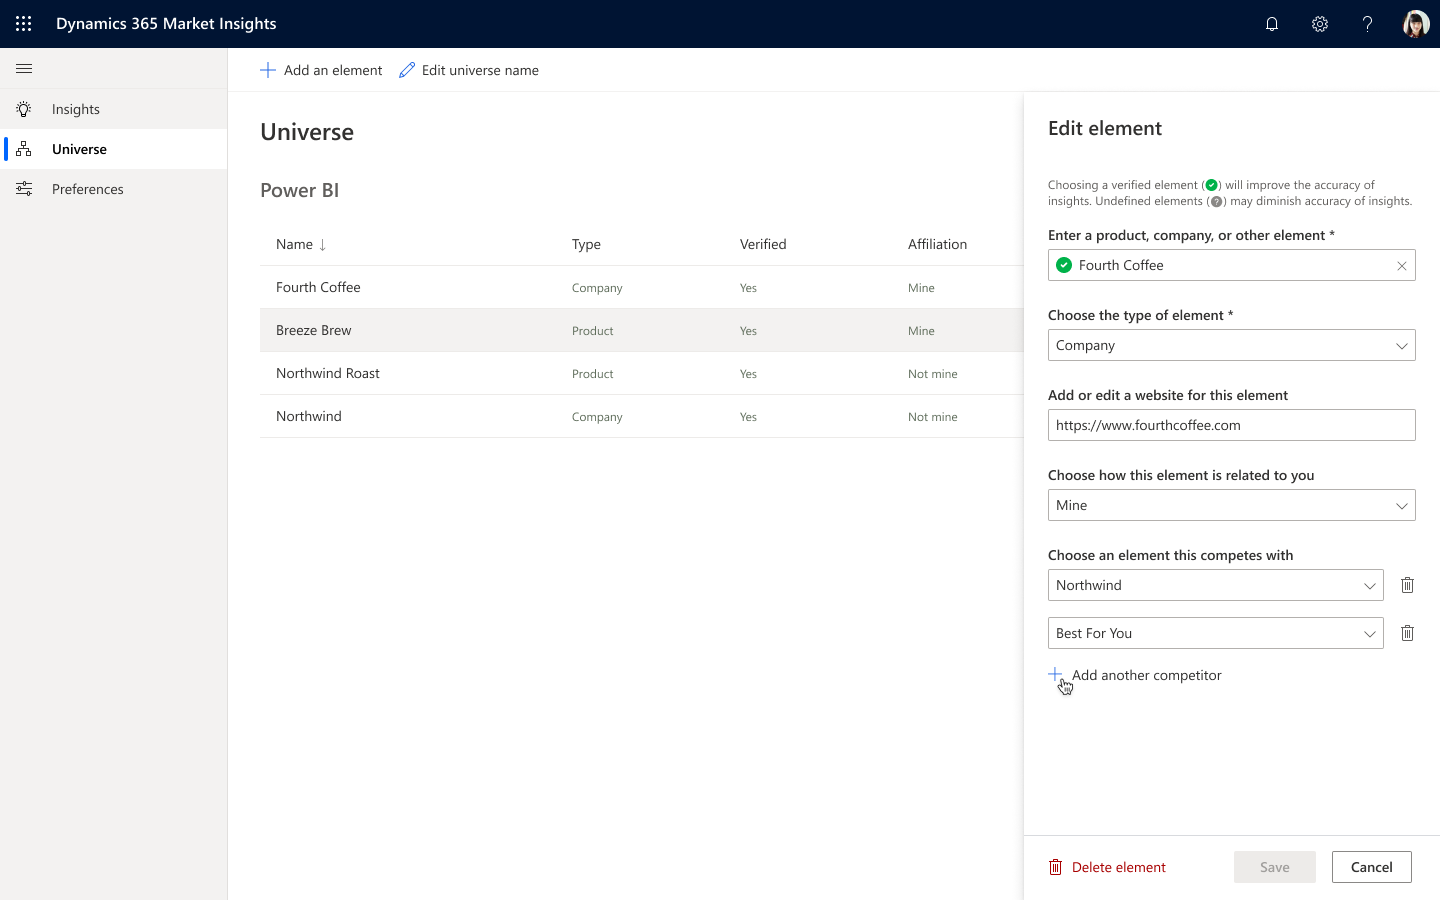 Dynamics 365 Market Insights
Insights
Universe
Preferences
Add an element
Edit universe name
Universe
Power BI
Name Type Verified Affiliation
Fourth Coffee Company Yes Mine
Breeze Brew Product Yes Mine
Northwind Roast Product Yes Not mine
Northwind Company Yes Not mine
Edit element
Choosing a verified element ( ) will improve the accuracy of
insights. Undefined elements (?) may diminish accuracy of insights.
Enter a product, company, or other element *
Fourth Coffee
Choose the type of element *
Company
Add or edit a website for this element
https://www.fourthcoffee.com
Choose how this element is related to you
Mine
Choose an element this competes with
Northwind
Best For You
Add another competitor
Delete element
Save
Cancel